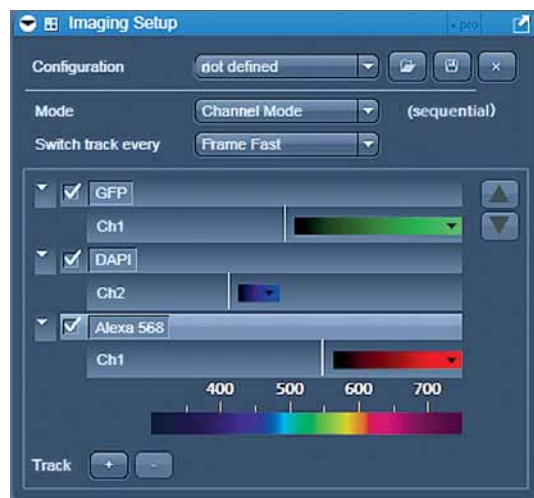 Imaging Setup
pro
Configuration not defined
Mode Channel Mode (sequential)
Switch track every Frame Fast
GFP
Ch1
DAPI
Ch2
Alexa 568
Ch1
400 500 600 700
Track + -